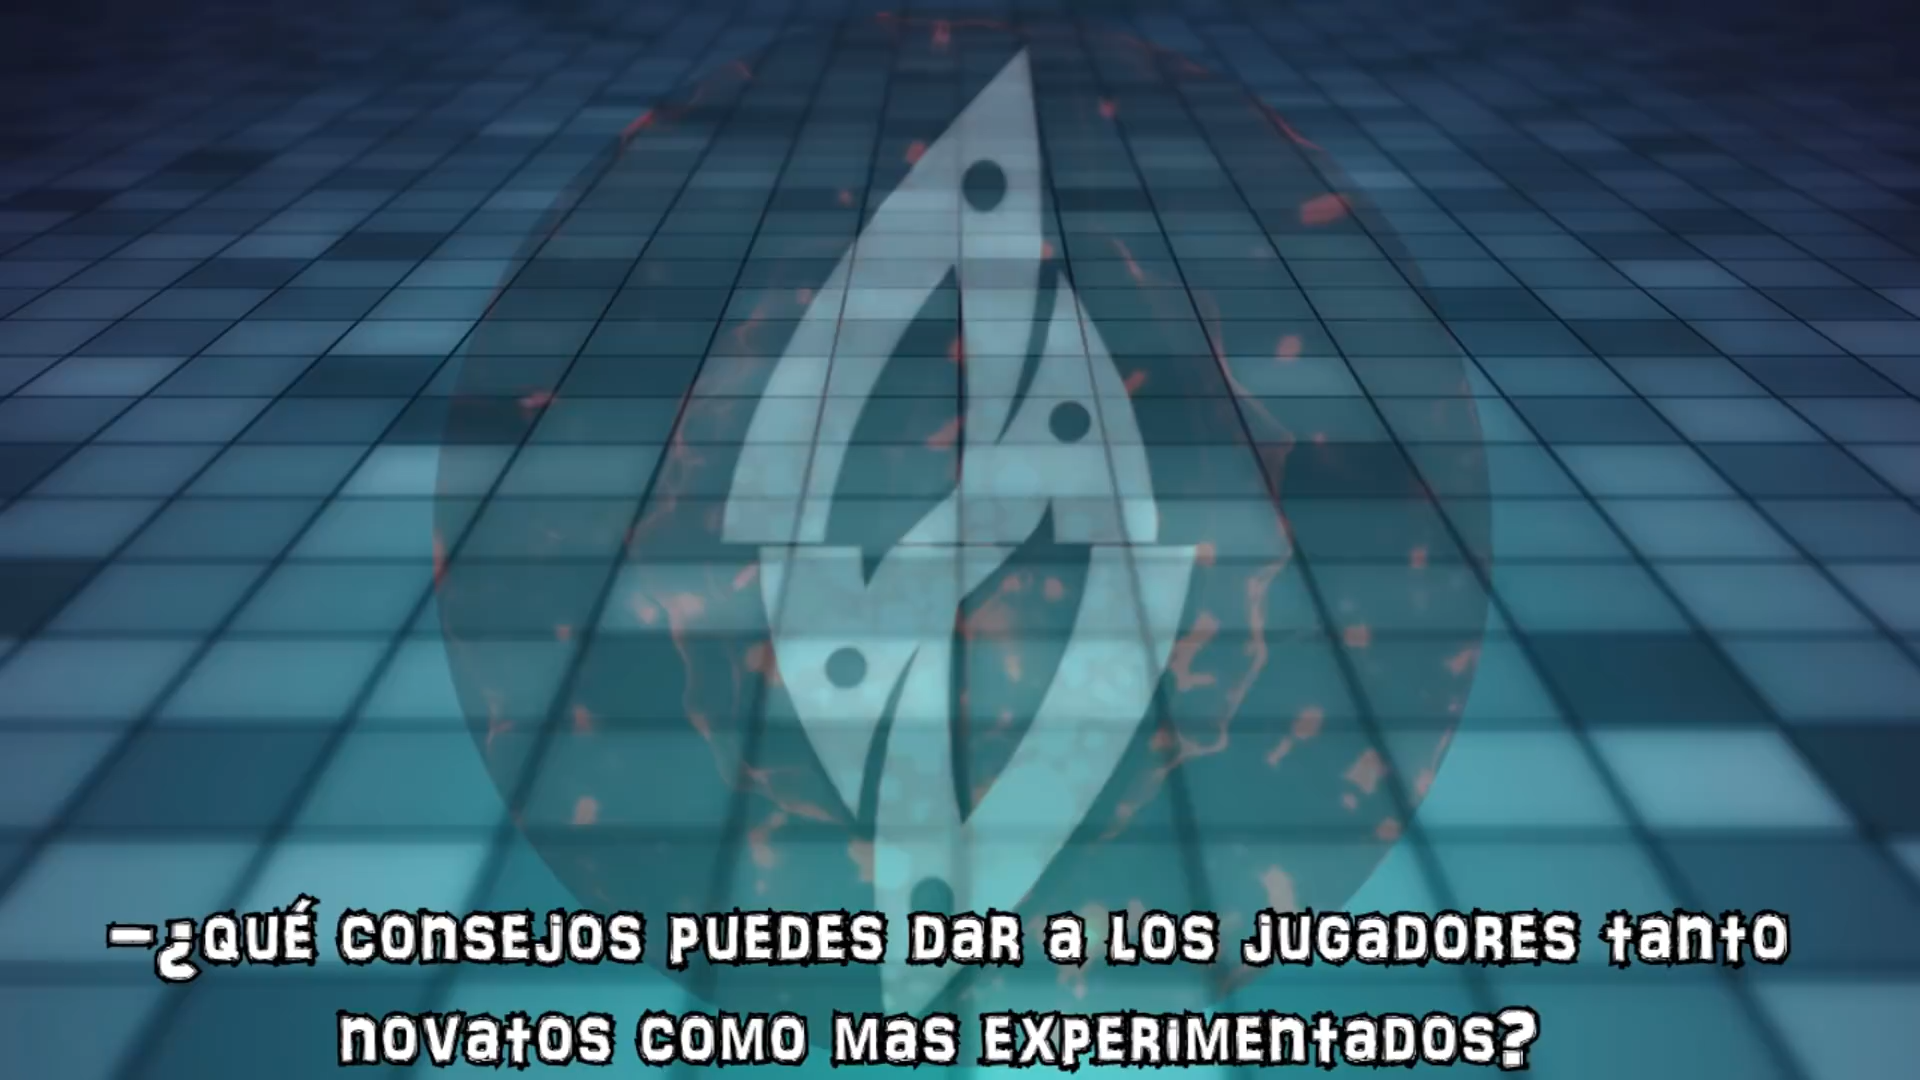 -¿QUÉ CONSEJOS PUEDES DAR A LOS JUGADORES TANTO
NOVATOS COMO MAS EXPERIMENTADOS?